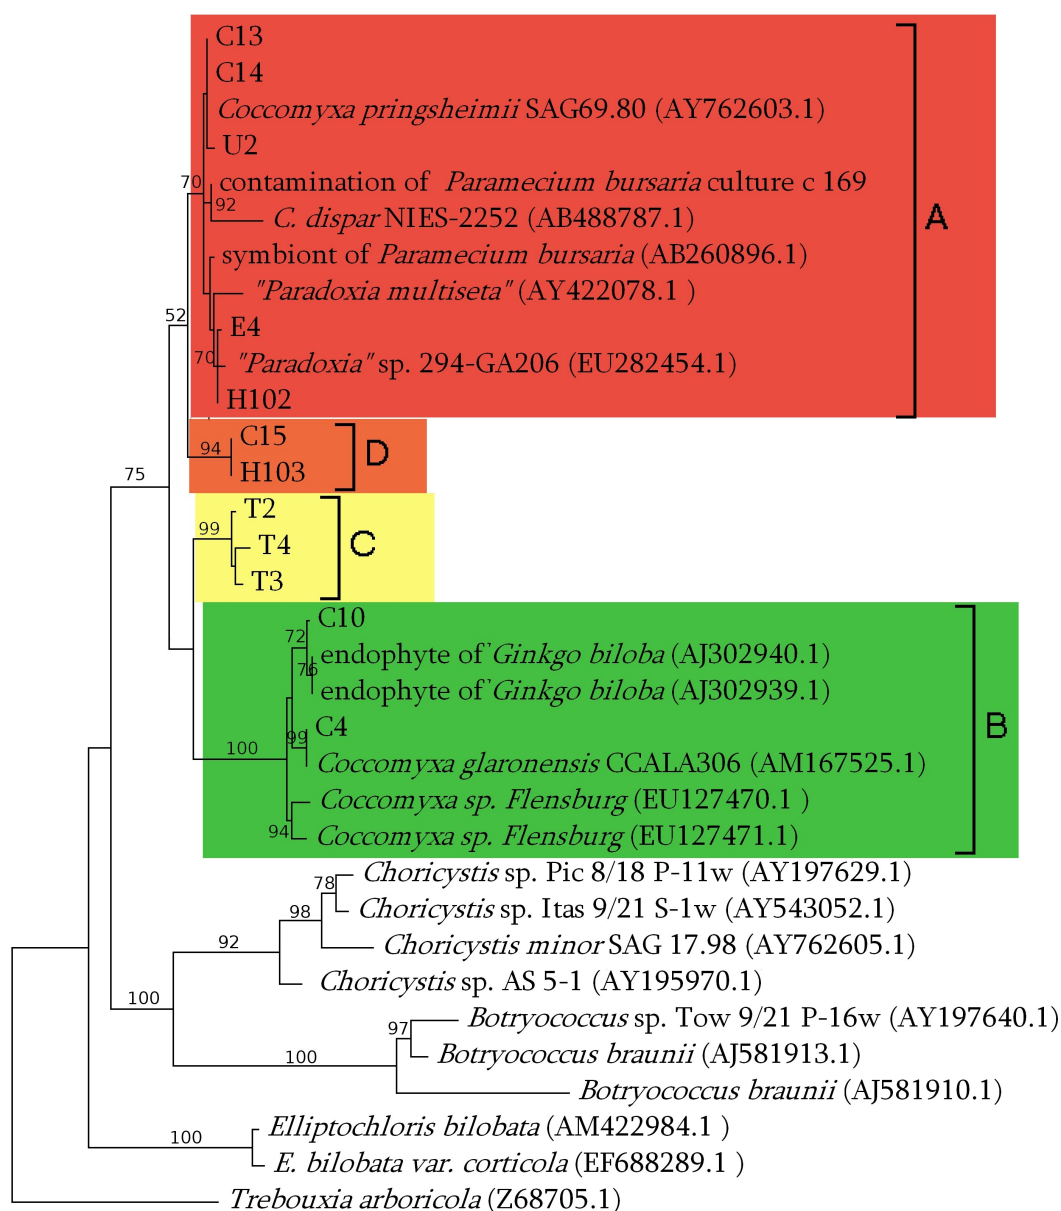 C13
C14
Coccomyxa pringsheimii SAG69.80 (AY762603.1)
A
U2
70
contamination of Paramecium bursaria culture c 169
92
C. dispar NIES-2252 (AB488787.1)
symbiont of Paramecium bursaria (AB260896.1)
"Paradoxia multiseta" (AY422078.1 )
52
E4
70
"Paradoxia" sp. 294-GA206 (EU282454.1)
H102
C15
94
D
H103
75
T2
99
T4
C
T3
C10
72
endophyte of Ginkgo biloba (AJ302940.1)
76
endophyte of Ginkgo biloba (AJ302939.1)
C4
B
99
100
Coccomyxa glaronensis CCALA306 (AM167525.1)
Coccomyxa sp. Flensburg (EU127470.1 )
94
Coccomyxa sp. Flensburg (EU127471.1)
Choricystis sp. Pic 8/18 P-11w (AY197629.1)
78
Choricystis sp. Itas 9/21 S-1w (AY543052.1)
98
92
Choricystis minor SAG 17.98 (AY762605.1)
Choricystis sp. AS 5-1 (AY195970.1)
100
Botryococcus sp. Tow 9/21 P-16w (AY197640.1)
97
Botryococcus braunii (AJ581913.1)
100
Botryococcus braunii (AJ581910.1)
Elliptochloris bilobata (AM422984.1 )
100
E. bilobata var. corticola (EF688289.1 )
Trebouxia arboricola (Z68705.1)